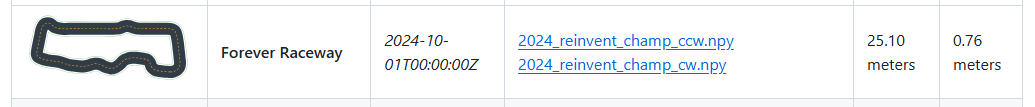 Forever Raceway
2024-10-
01T00:00:00Z
2024_reinvent_champ_ccw.npy
2024_reinvent_champ_cw.npy
25.10
meters
0.76
meters